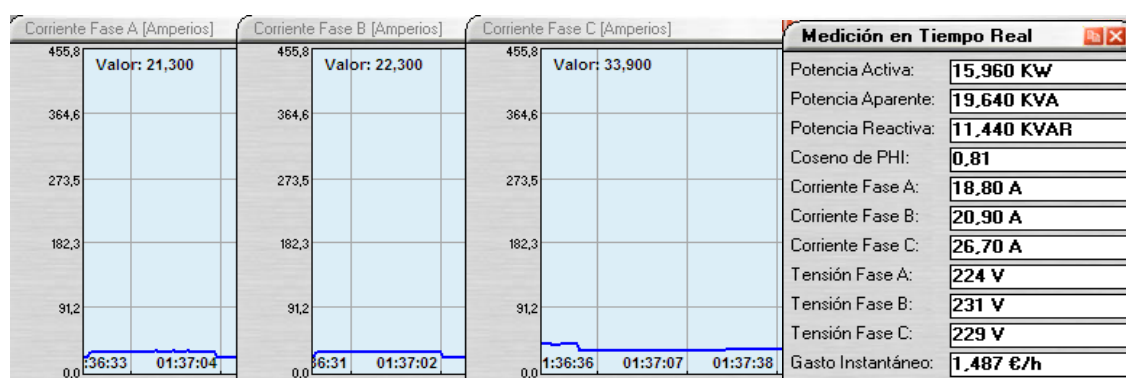 Corriente Fase A [Amperios]
455,8
Valor: 21,300
364,6
273,5
182,3
91,2
0,0
:36:33 01:37:04
Corriente Fase B [Amperios]
455,8
Valor: 22,300
364,6
273,5
182,3
91,2
0,0
6:31 01:37:02
Corriente Fase C [Amperios]
455,8
Valor: 33,900
364,6
273,5
182,3
91,2
0,0
1:36:36 01:37:07 01:37:38
Medición en Tiempo Real
Potencia Activa: 15,960 KW
Potencia Aparente: 19,640 KVA
Potencia Reactiva: 11,440 KVAR
Coseno de PHI: 0,81
Corriente Fase A: 18,80 A
Corriente Fase B: 20,90 A
Corriente Fase C: 26,70 A
Tensión Fase A: 224 V
Tensión Fase B: 231 V
Tensión Fase C: 229 V
Gasto Instantáneo: 1,487 €/h